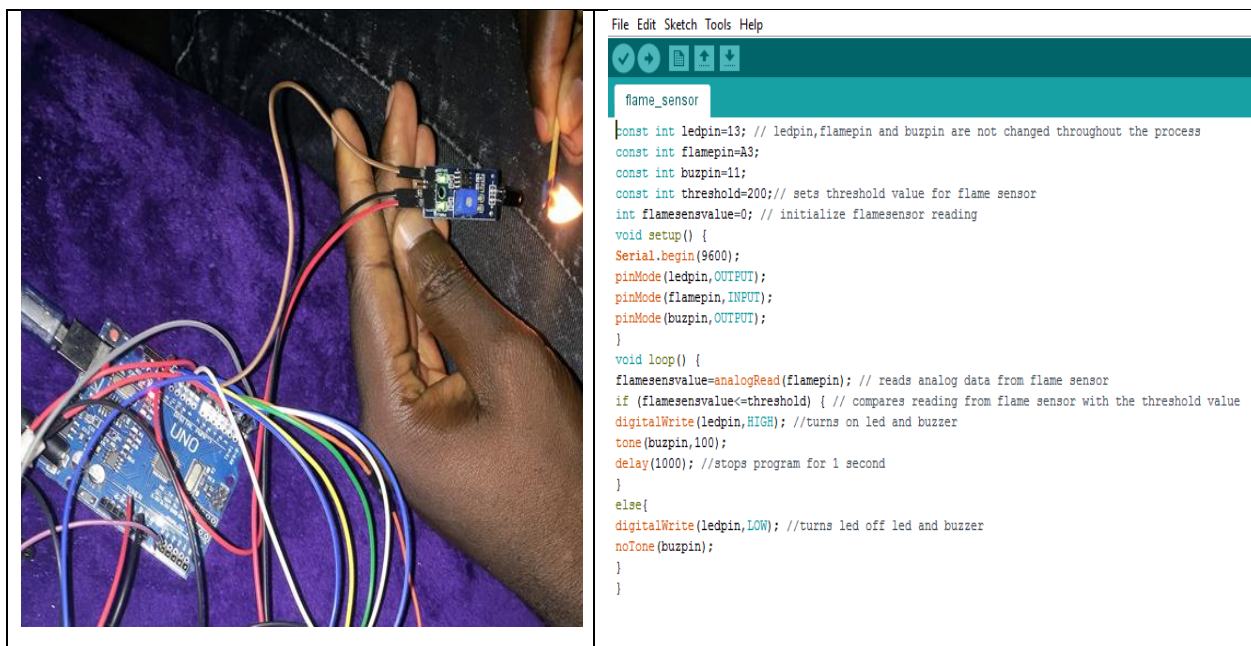 UNO
File Edit Sketch Tools Help
flame_sensor
const int ledpin=13; // ledpin,flamepin and buzpin are not changed throughout the process
const int flamepin=A3;
const int buzpin=11;
const int threshold=200;// sets threshold value for flame sensor
int flamesensvalue=0; // initialize flamesensor reading
void setup() {
Serial.begin(9600);
pinMode(ledpin,OUTPUT);
pinMode(flamepin,INPUT);
pinMode(buzpin,OUTPUT);
}
void loop() {
flamesensvalue=analogRead(flamepin); // reads analog data from flame sensor
if (flamesensvalue<=threshold) { // compares reading from flame sensor with the threshold value
digitalWrite(ledpin,HIGH); //turns on led and buzzer
tone(buzpin,100);
delay(1000); //stops program for 1 second
}
else{
digitalWrite(ledpin,LOW); //turns led off led and buzzer
noTone(buzpin);
}
}